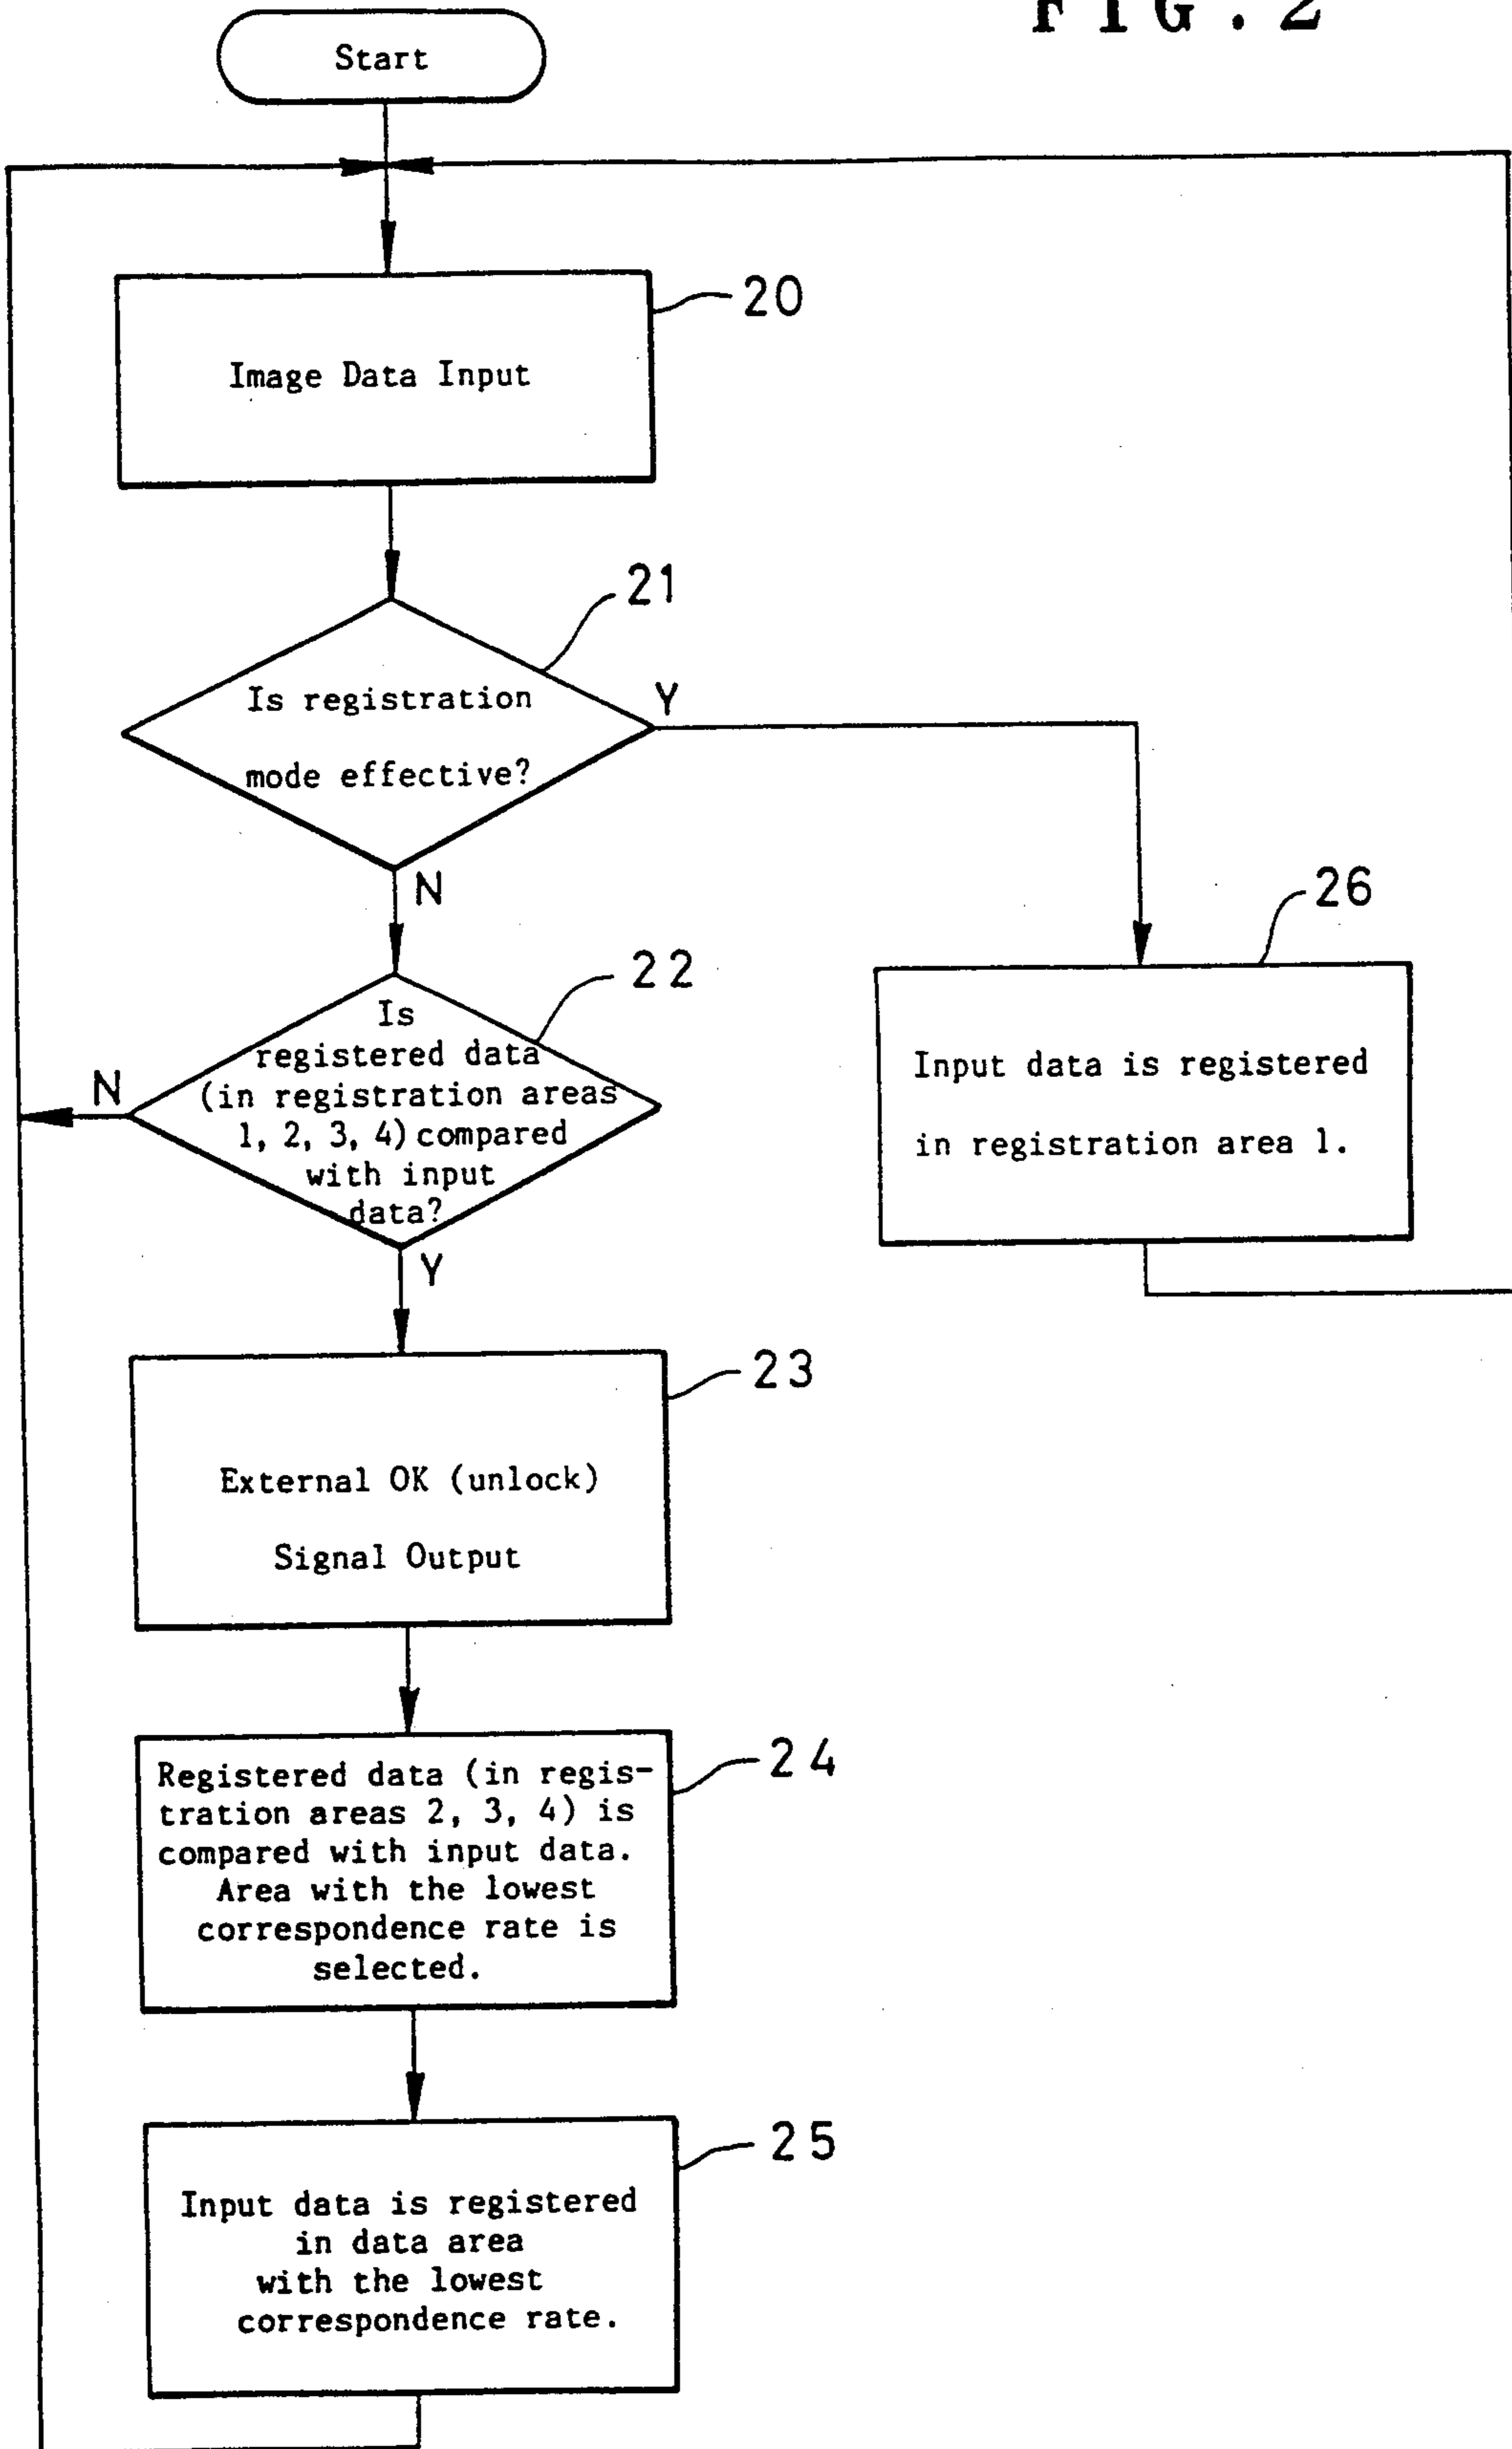 FIG. 2
Start
20
Image Data Input
21
Is registration
mode effective?
Y
N
26
22
Is
registered data
(in registration areas
1, 2, 3, 4) compared
with input
data?
N
Y
Input data is registered
in registration area 1.
23
External OK (unlock)
Signal Output
24
Registered data (in regis-
tration areas 2, 3, 4) is
compared with input data.
Area with the lowest
correspondence rate is
selected.
25
Input data is registered
in data area
with the lowest
correspondence rate.